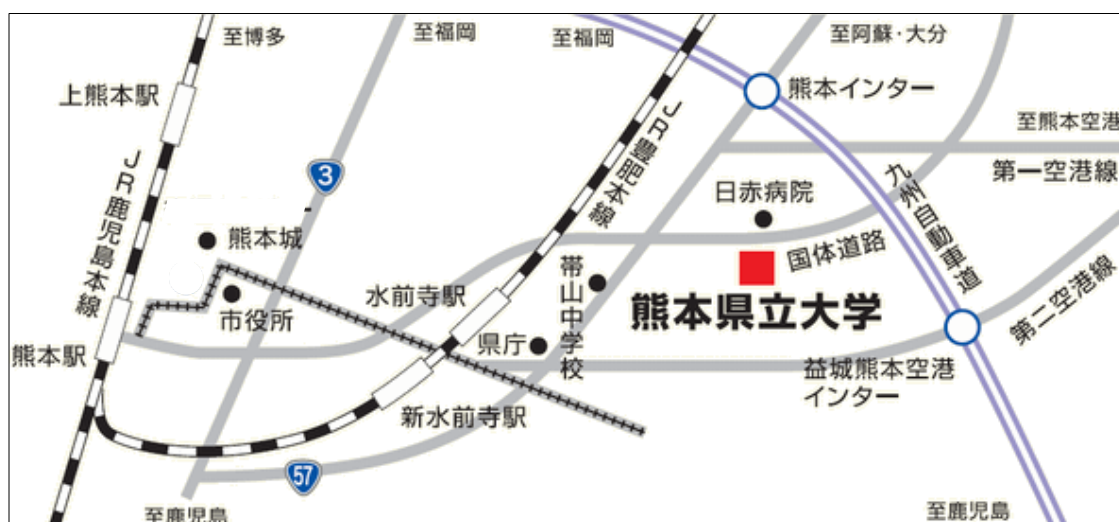 至博多
至福岡
至福岡
至阿蘇・大分
上熊本駅
熊本インター
至熊本空港
第一空港線
3
JR鹿児島本線
JR豊肥本線
九州自動車道
日赤病院
熊本城
国体道路
市役所
水前寺駅
帯山中学校
熊本県立大学
第二空港線
熊本駅
県庁
益城熊本空港
インター
新水前寺駅
57
至鹿児島
至鹿児島